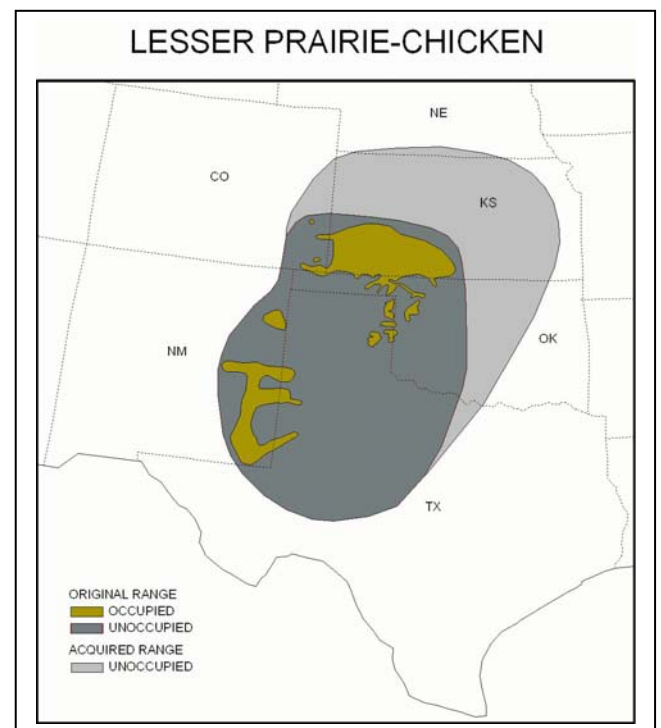 LESSER PRAIRIE-CHICKEN
NE
CO
KS
OK
NM
TX
ORIGINAL RANGE
OCCUPIED
UNOCCUPIED
ACQUIRED RANGE
UNOCCUPIED